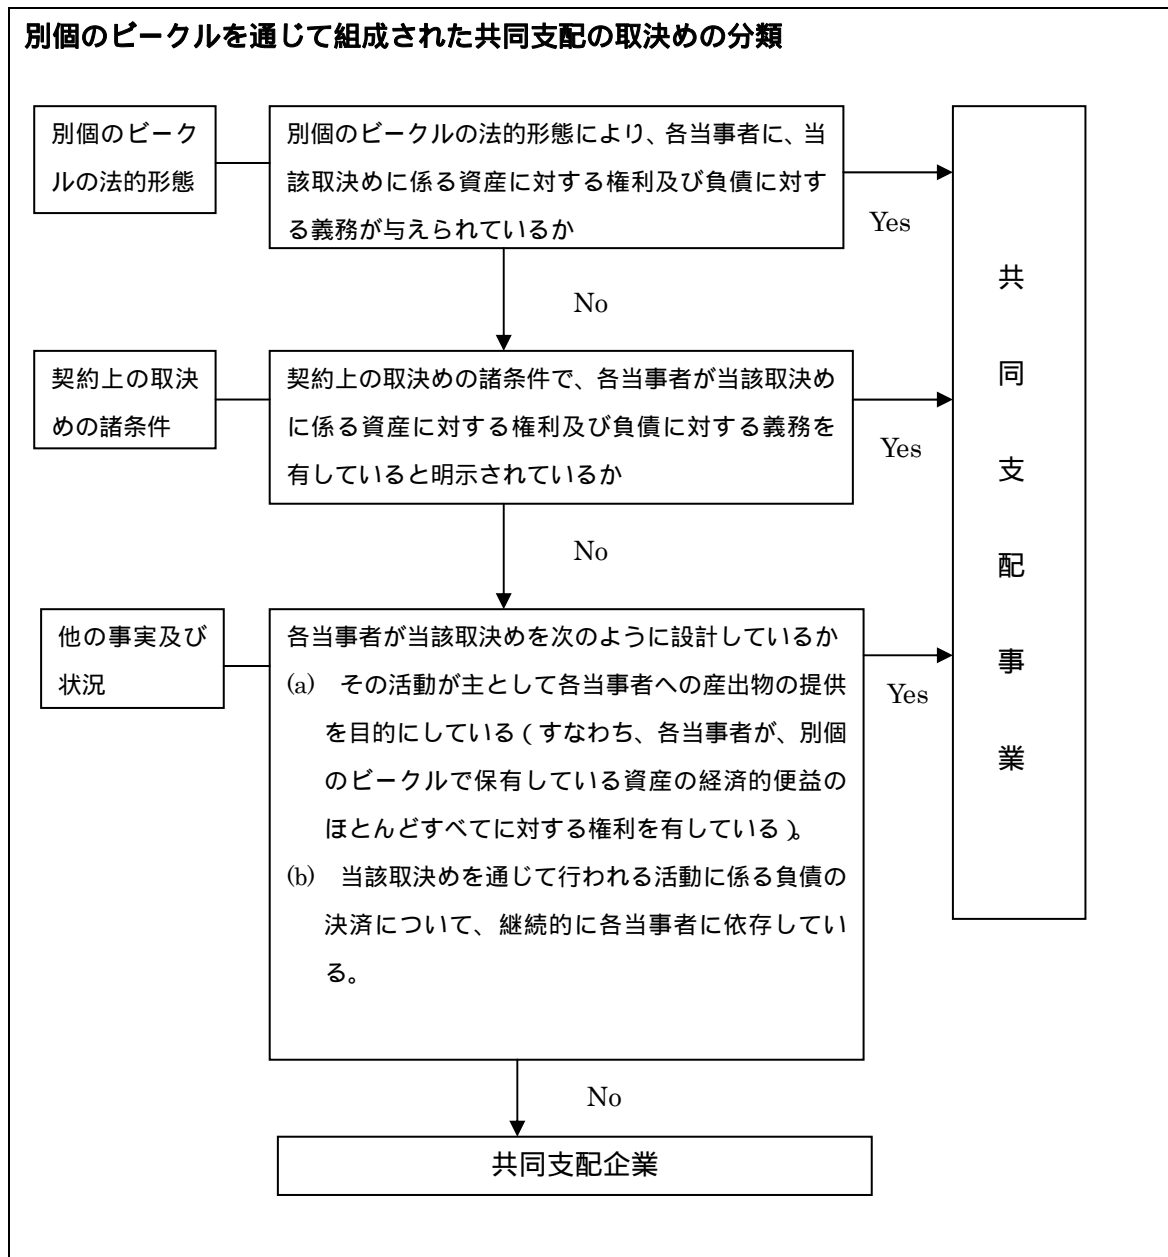 別個のビークルを通じて組成された共同支配の取決めの分類
別個のビーク
ルの法的形態
別個のビークルの法的形態により、各当事者に、当
該取決めに係る資産に対する権利及び負債に対す
る義務が与えられているか
Yes
No
契約上の取決
めの諸条件
契約上の取決めの諸条件で、各当事者が当該取決め
に係る資産に対する権利及び負債に対する義務を
有していると明示されているか
Yes
No
他の事実及び
状況
各当事者が当該取決めを次のように設計しているか
(a) その活動が主として各当事者への産出物の提供
を目的にしている(すなわち、各当事者が、別個
のビークルで保有している資産の経済的便益の
ほとんどすべてに対する権利を有している)。
(b) 当該取決めを通じて行われる活動に係る負債の
決済について、継続的に各当事者に依存してい
る。
Yes
No
共同支配事業
共同支配企業